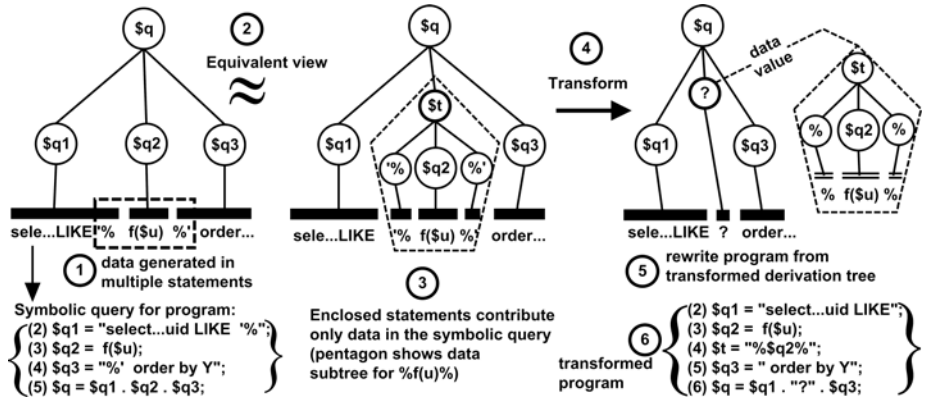 $q
$q1
$q2
$q3
sele...LIKE '% f($u) %' order...
1 data generated in
multiple statements
Symbolic query for program:
(2) $q1 = "select...uid LIKE '%";
(3) $q2 = f($u);
(4) $q3 = "%' order by Y";
(5) $q = $q1 . $q2 . $q3;
2
Equivalent view
≈
$q
$t
$q1
'%
$q2
%'
$q3
sele...LIKE '% f($u) %' order...
3
Enclosed statements contribute
only data in the symbolic query
(pentagon shows data
subtree for %f(u)%)
4
Transform
$q
?
data
value
$t
$q1
$q3
%
$q2
%
% f($u) %
sele...LIKE ? order...
5 rewrite program from
transformed derivation tree
6
transformed
program
(2) $q1 = "select...uid LIKE";
(3) $q2 = f($u);
(4) $t = "%$q2%";
(5) $q3 = " order by Y";
(6) $q = $q1 . "?" . $q3;